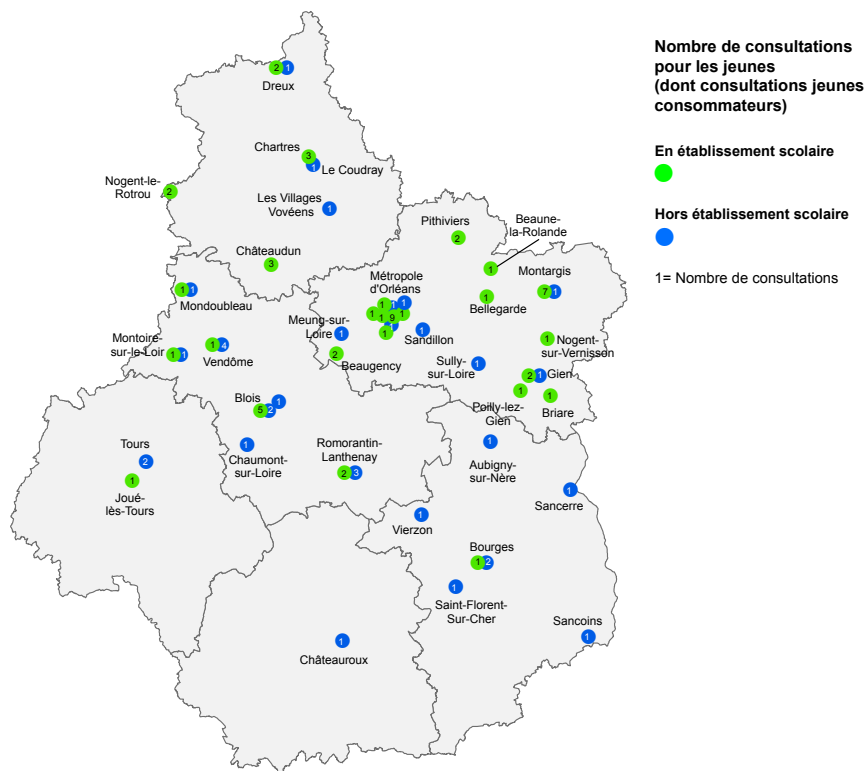 Nombre de consultations
pour les jeunes
(dont consultations jeunes
consommateurs)
En établissement scolaire
Hors établissement scolaire
1= Nombre de consultations
2 1
Dreux
Chartres
3
1
Le Coudray
Nogent-le-
Rotrou
2
Les Villages
Vovéens
1
Châteaudun
3
Pithiviers
2
Beaune-
la-Rolande
1
Montargis
7 1
Bellegarde
1
Métropole
d'Orléans
1 1 1
1 1 9 1
1
Mondoubleau
1 1
Meung-sur-
Loire
1
Sandillon
1
Nogent-
sur-Vernisson
1
Montoire-
sur-le-Loir
1 1
Vendôme
1 4
Beaugency
2
Sully-
sur-Loire
1
Gien
2 1
Poilly-lez-
Gien
1
Briare
1
Blois
5 2 1
Chaumont-
sur-Loire
1
Romorantin-
Lanthenay
2 3
Tours
2
1
Joué-
lès-Tours
1
Aubigny-
sur-Nère
1
Sancerre
Vierzon
1
Bourges
1 2
1
Saint-Florent-
Sur-Cher
Sancoins
1
Châteauroux
1